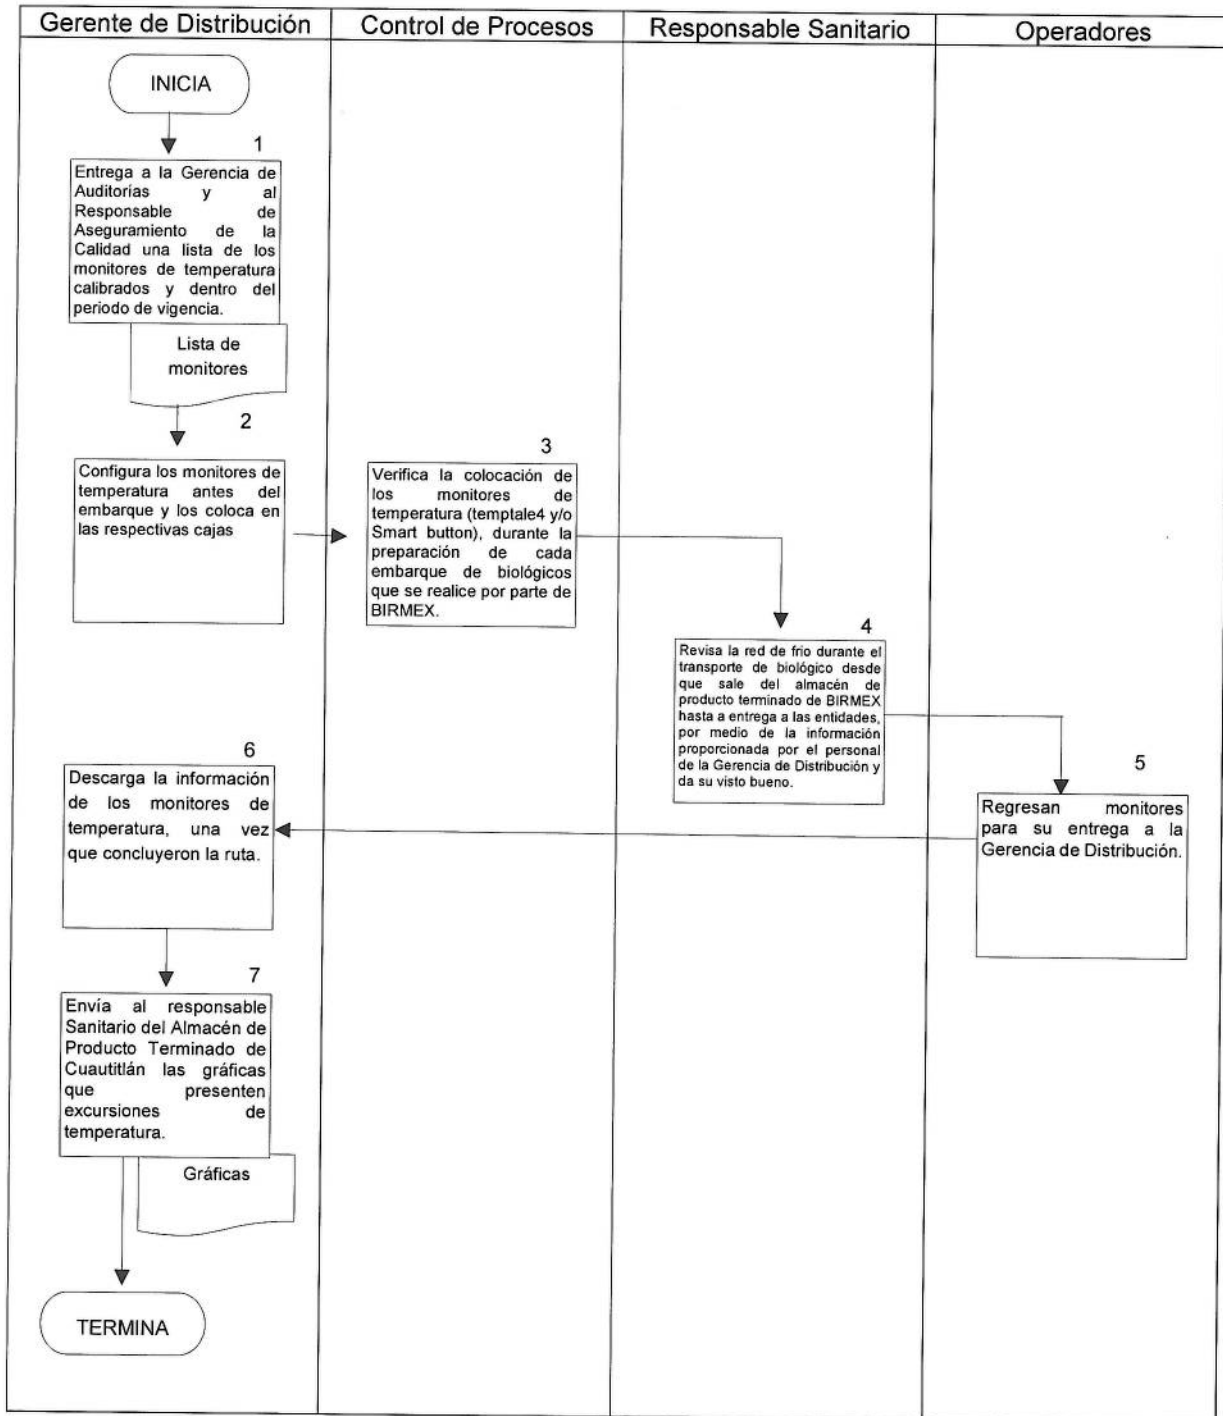 Gerente de Distribución
Control de Procesos
Responsable Sanitario
Operadores
INICIA
1
Entrega a la Gerencia de
Auditorías y al
Responsable de
Aseguramiento de la
Calidad una lista de los
monitores de temperatura
calibrados y dentro del
periodo de vigencia.
Lista de
monitores
2
Configura los monitores de
temperatura antes del
embarque y los coloca en
las respectivas cajas
3
Verifica la colocación de
los monitores de
temperatura (temptale4 y/o
Smart button), durante la
preparación de cada
embarque de biológicos
que se realice por parte de
BIRMEX.
4
Revisa la red de frio durante el
transporte de biológico desde
que sale del almacén de
producto terminado de BIRMEX
hasta a entrega a las entidades,
por medio de la información
proporcionada por el personal
de la Gerencia de Distribución y
da su visto bueno.
5
Regresan monitores
para su entrega a la
Gerencia de Distribución.
6
Descarga la información
de los monitores de
temperatura, una vez
que concluyeron la ruta.
7
Envía al responsable
Sanitario del Almacén de
Producto Terminado de
Cuautitlán las gráficas
que presenten
excursiones de
temperatura.
Gráficas
TERMINA